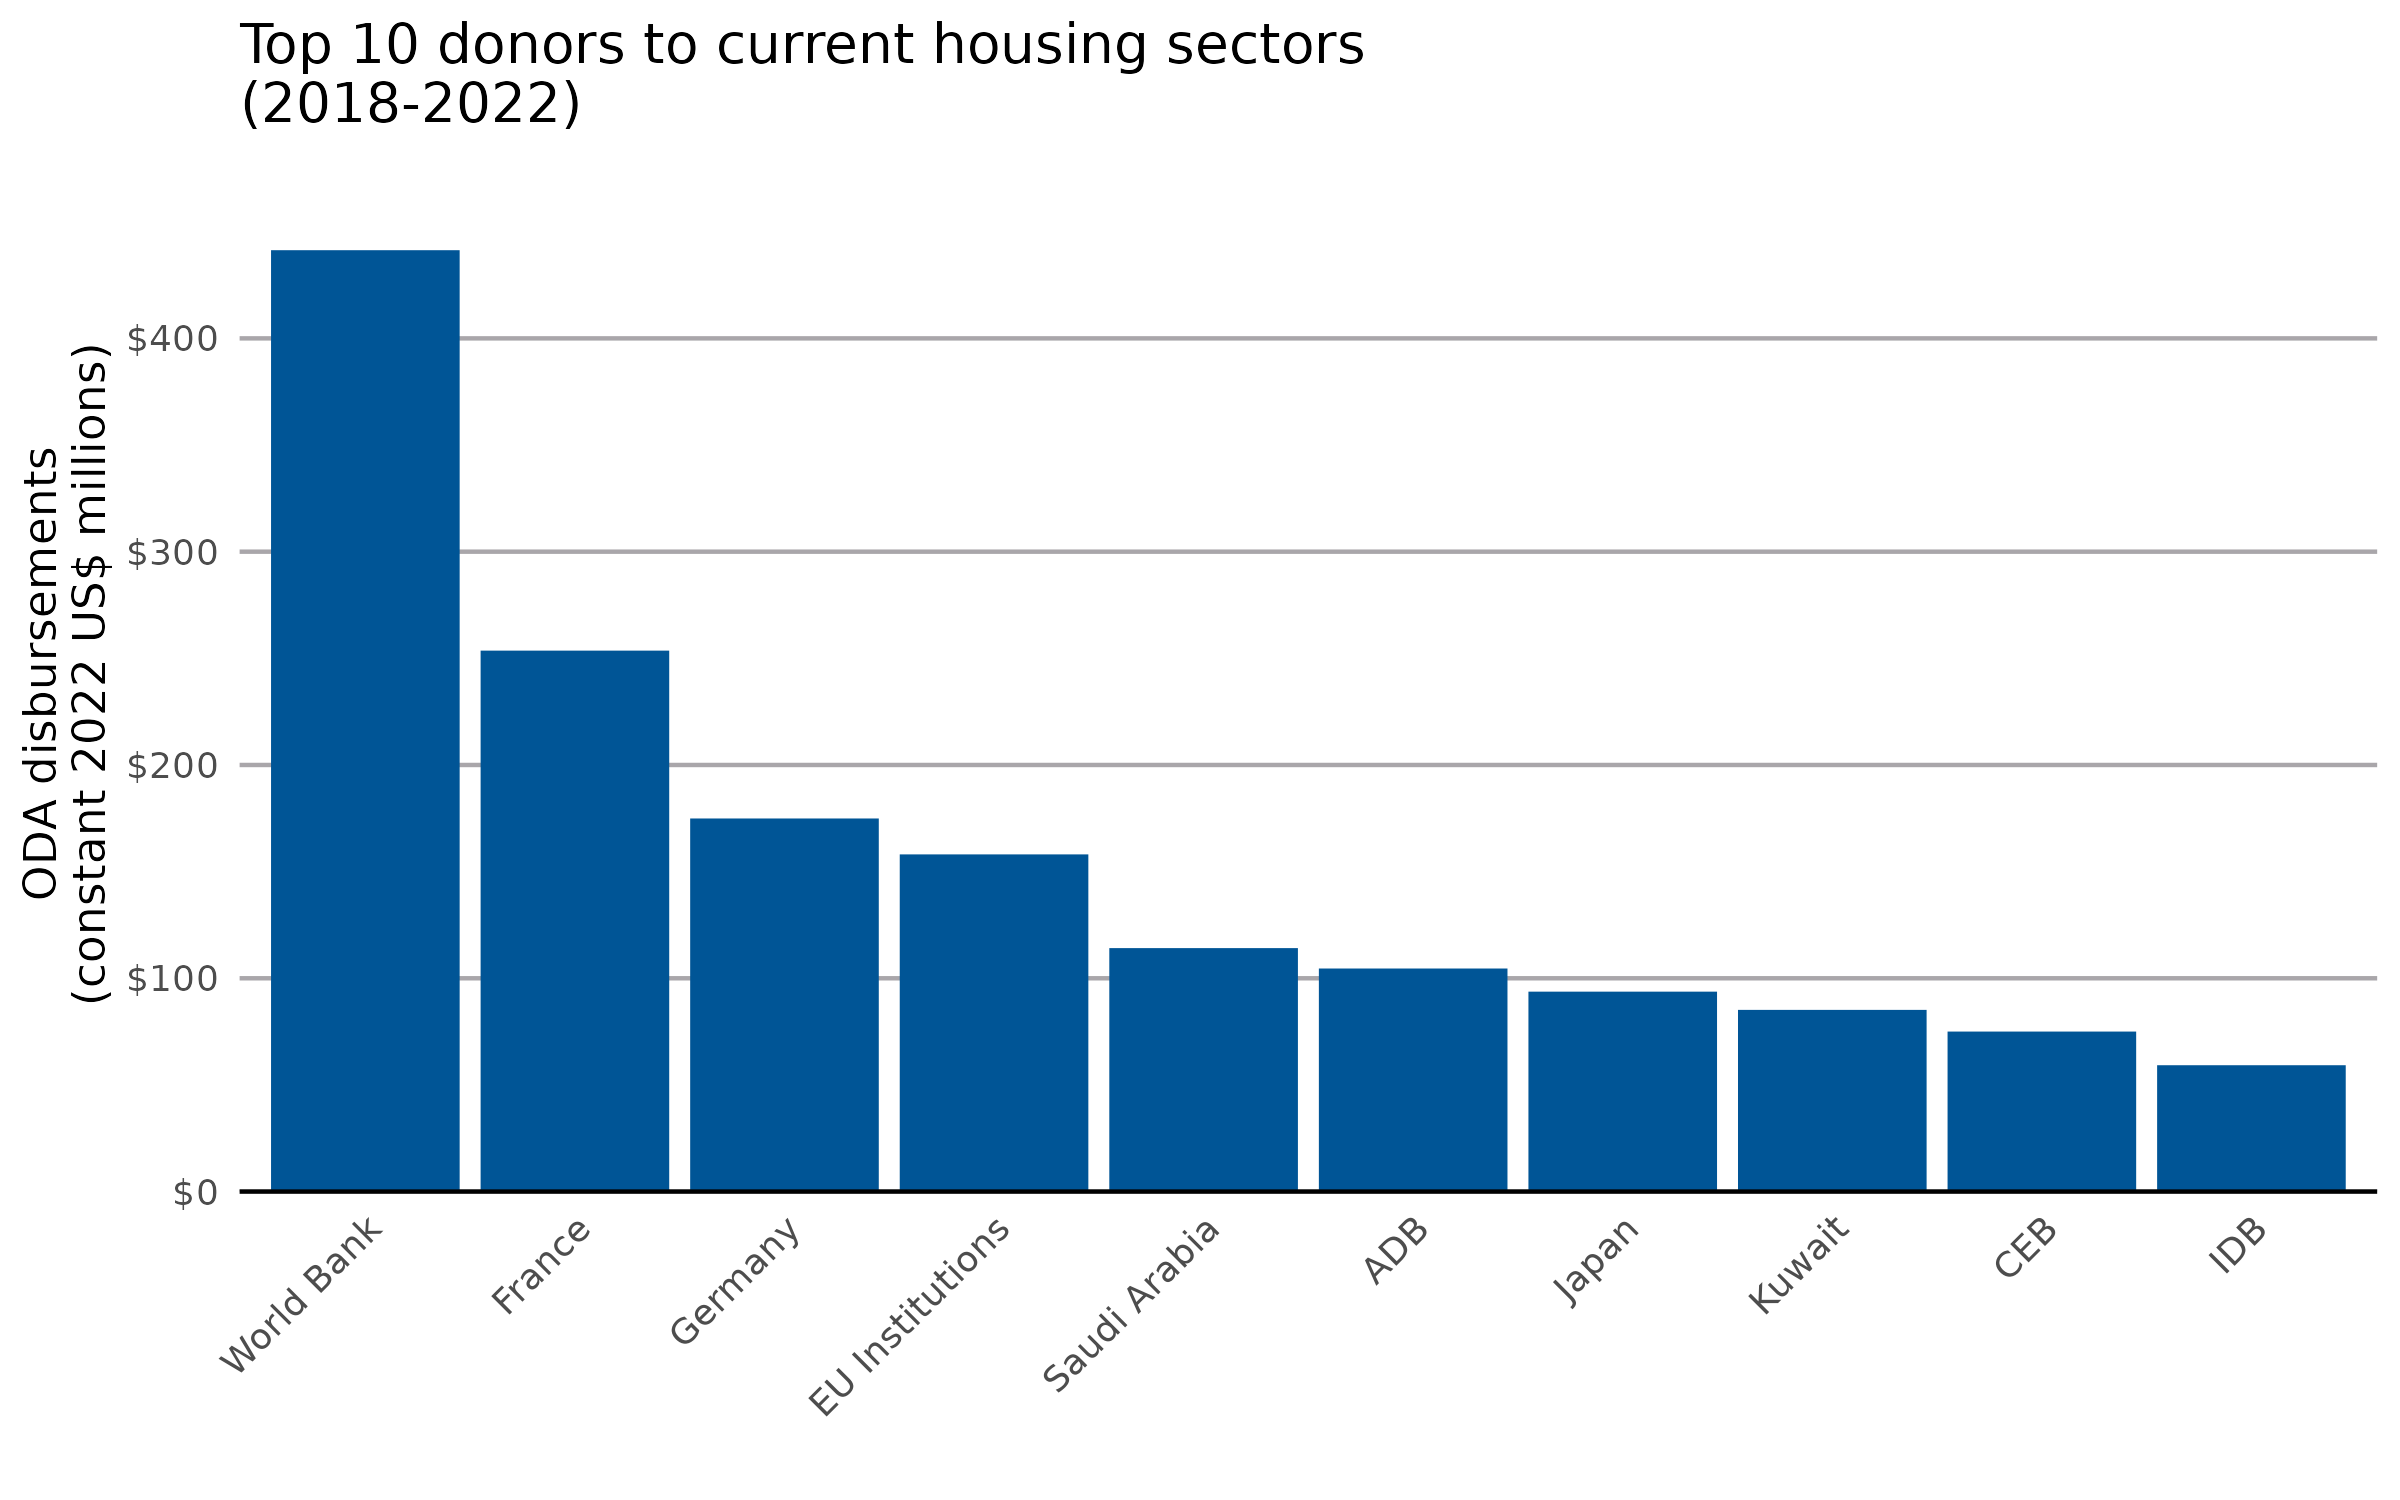 Top 10 donors to current housing sectors
(2018-2022)
ODA disbursements
(constant 2022 US$ millions)
$400
$300
$200
$100
$0
World Bank
France
Germany
EU Institutions
Saudi Arabia
ADB
Japan
Kuwait
CEB
IDB